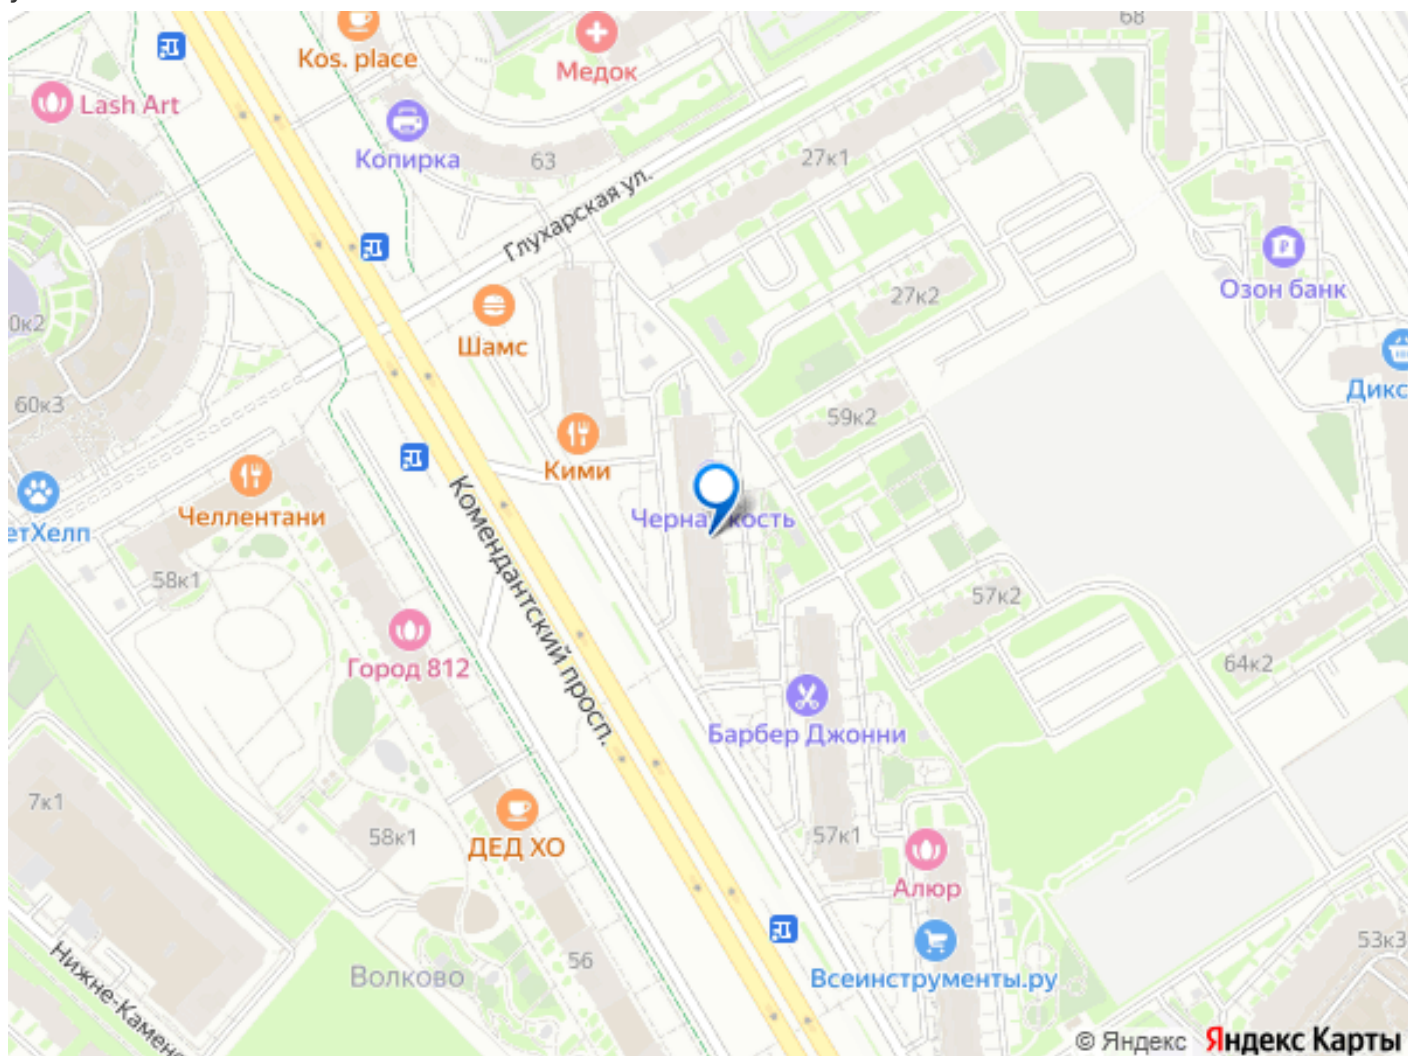 68
Kos. place
Медок
Lash Art
Копирка
63
27к1
Глухарская ул.
Озон банк
27к2
0к2
Шамс
Дикс
60к3
59к2
Кими
Челлентани
Черна кость
етХелп
Комендантский просп.
58к1
57к2
Город 812
64к2
Барбер Джонни
7к1
58к1
ДЕД ХО
57к1
Алюр
53к3
56
Волково
Всеинструменты.ру
Нижне-Каменс
© Яндекс Яндекс Карты